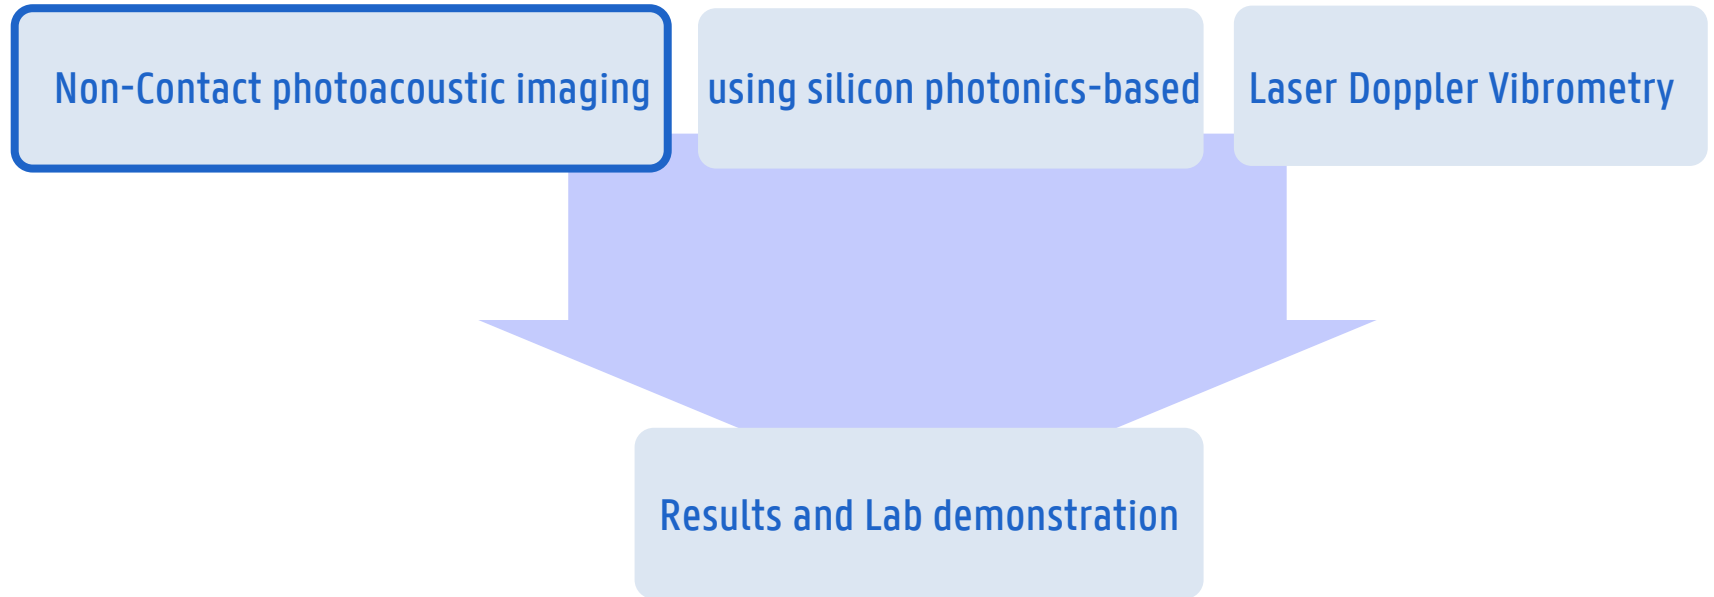 Non-Contact photoacoustic imaging
using silicon photonics-based
Laser Doppler Vibrometry
Results and Lab demonstration